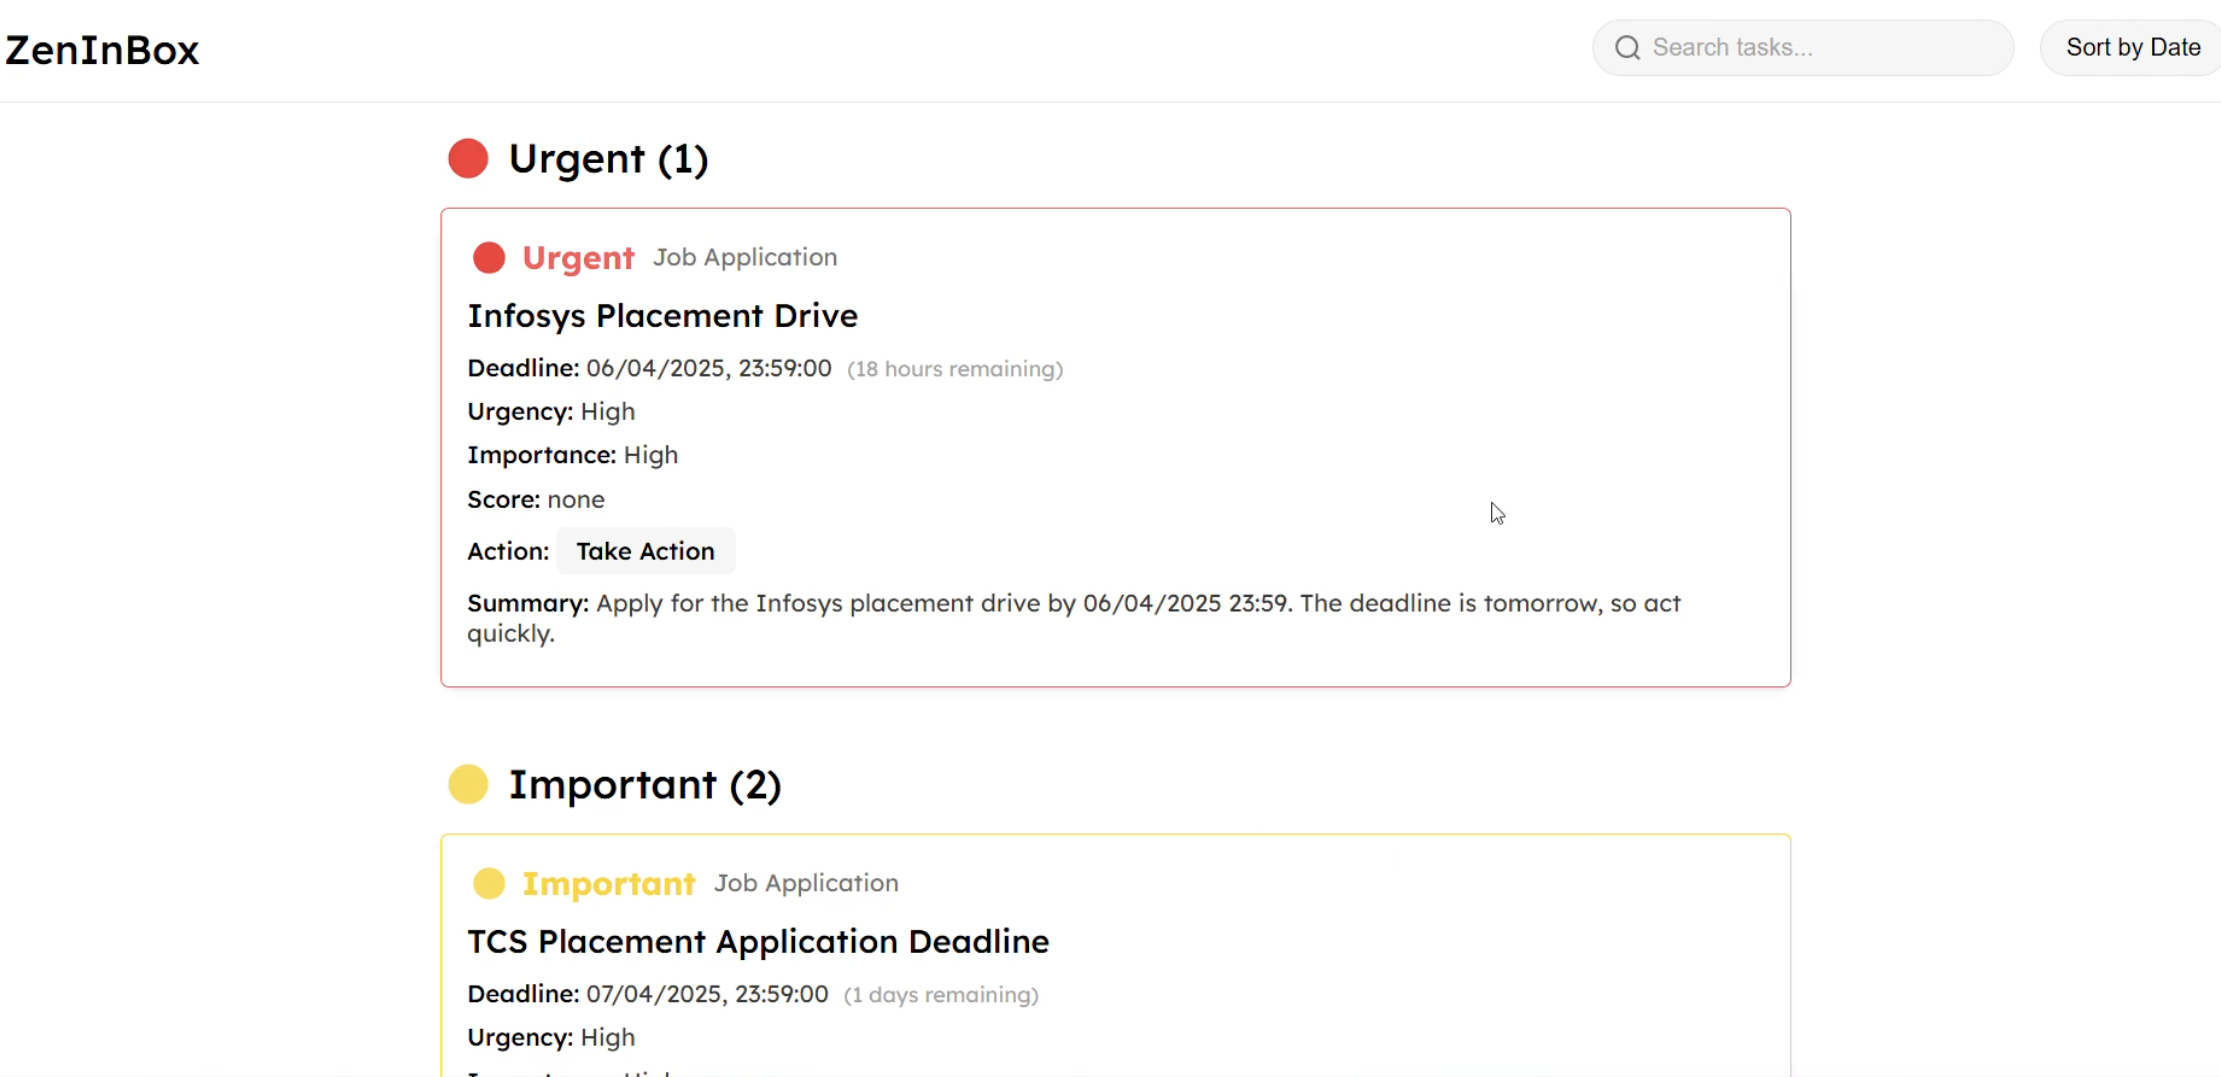 ZenInBox
Search tasks...
Sort by Date
Urgent (1)
Urgent Job Application
Infosys Placement Drive
Deadline: 06/04/2025, 23:59:00 (18 hours remaining)
Urgency: High
Importance: High
Score: none
Action: Take Action
Summary: Apply for the Infosys placement drive by 06/04/2025 23:59. The deadline is tomorrow, so act
quickly.
Important (2)
Important Job Application
TCS Placement Application Deadline
Deadline: 07/04/2025, 23:59:00 (1 days remaining)
Urgency: High